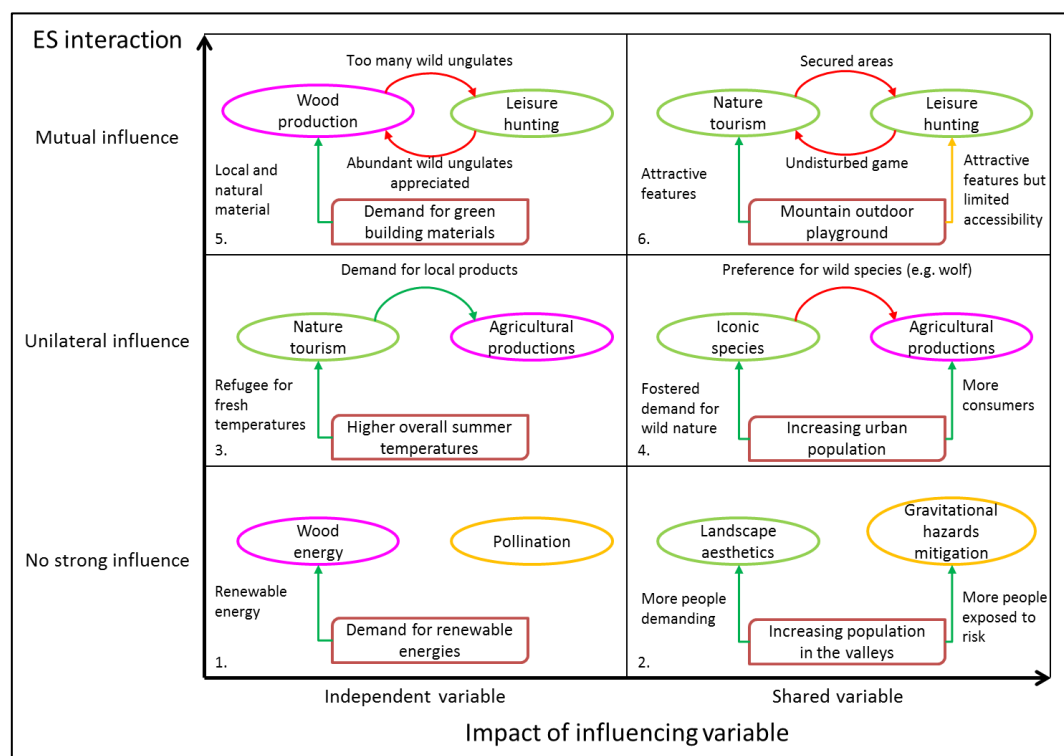 ES interaction
Mutual influence
Too many wild ungulates
Wood
production
Leisure
hunting
Abundant wild ungulates
appreciated
Local and
natural
material
Demand for green
building materials
5.
Secured areas
Nature
tourism
Leisure
hunting
Undisturbed game
Attractive
features
Attractive
features but
limited
accessibility
Mountain outdoor
playground
6.
Unilateral influence
Demand for local products
Nature
tourism
Agricultural
productions
Refugee for
fresh
temperatures
Higher overall summer
temperatures
3.
Preference for wild species (e.g. wolf)
Iconic
species
Agricultural
productions
Fostered
demand for
wild nature
More
consumers
Increasing urban
population
4.
No strong influence
Wood
energy
Pollination
Renewable
energy
Demand for renewable
energies
1.
Landscape
aesthetics
Gravitational
hazards
mitigation
More people
demanding
More people
exposed to
risk
Increasing population
in the valleys
2.
Independent variable
Shared variable
Impact of influencing variable